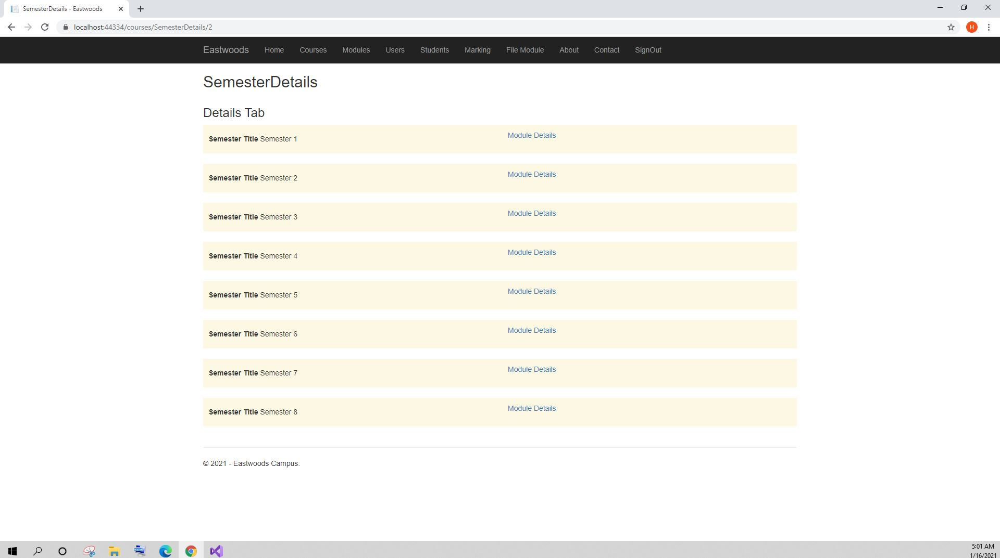 SemesterDetails - Eastwoods
localhost:44334/courses/SemesterDetails/2
H
Eastwoods Home Courses Modules Users Students Marking File Module About Contact SignOut
SemesterDetails
Details Tab
Semester Title Semester 1 Module Details
Semester Title Semester 2 Module Details
Semester Title Semester 3 Module Details
Semester Title Semester 4 Module Details
Semester Title Semester 5 Module Details
Semester Title Semester 6 Module Details
Semester Title Semester 7 Module Details
Semester Title Semester 8 Module Details
© 2021 - Eastwoods Campus.
5:01 AM
1/16/2021